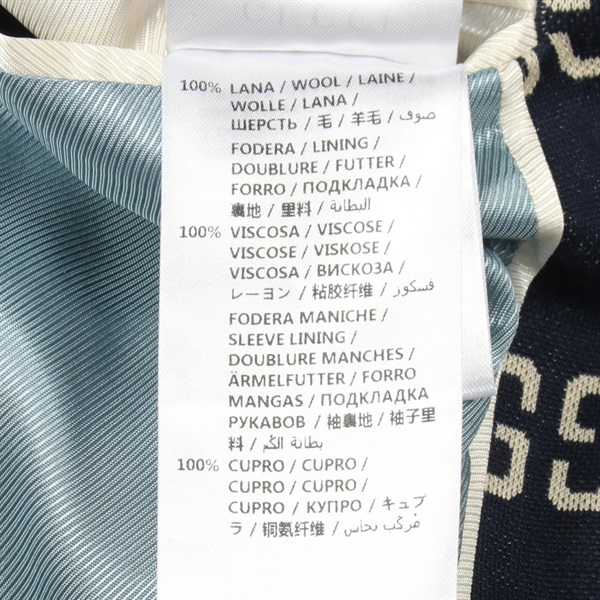 100% LANA / WOOL / LAINE /
WOLLE / LANA /
ШЕРСТЬ / 毛 / 羊毛 / صوف
FODERA / LINING /
DOUBLURE / FUTTER /
FORRO / ПОДКЛАДКА /
裏地 / 里料 / البطانة
100% VISCOSA / VISCOSE /
VISCOSE / VISKOSE /
VISCOSA / ВИСКОЗА /
レーヨン / 粘胶纤维 / فسكوز
FODERA MANICHE /
SLEEVE LINING /
DOUBLURE MANCHES /
ÄRMELFUTTER / FORRO
MANGAS / ПОДКЛАДКА
РУКАВОВ / 袖裏地 / 袖子里
料 / بطانة الكم
100% CUPRO / CUPRO /
CUPRO / CUPRO /
CUPRO / КУПРО / キュプ
ラ / 铜氨纤维 / مركب نحاس